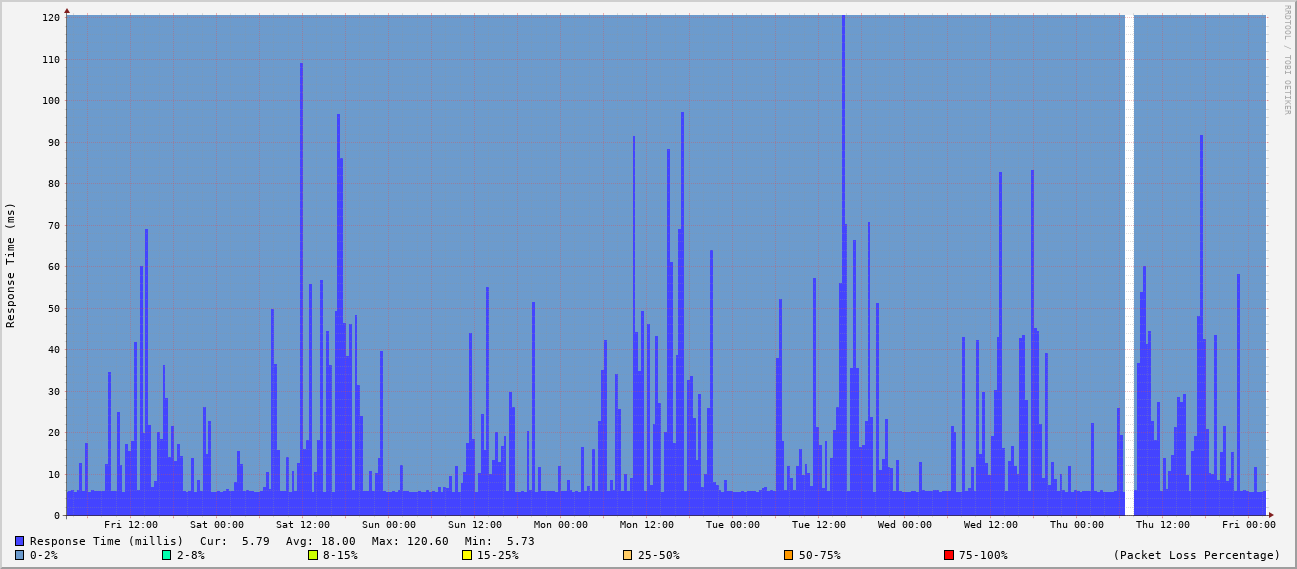 RRDTOOL / TOBI OETIKER
Response Time (ms)
120
110
100
90
80
70
60
50
40
30
20
10
0
Fri 12:00 Sat 00:00 Sat 12:00 Sun 00:00 Sun 12:00 Mon 00:00 Mon 12:00 Tue 00:00 Tue 12:00 Wed 00:00 Wed 12:00 Thu 00:00 Thu 12:00 Fri 00:00
Response Time (millis) Cur: 5.79 Avg: 18.00 Max: 120.60 Min: 5.73
0-2% 2-8% 8-15% 15-25% 25-50% 50-75% 75-100% (Packet Loss Percentage)